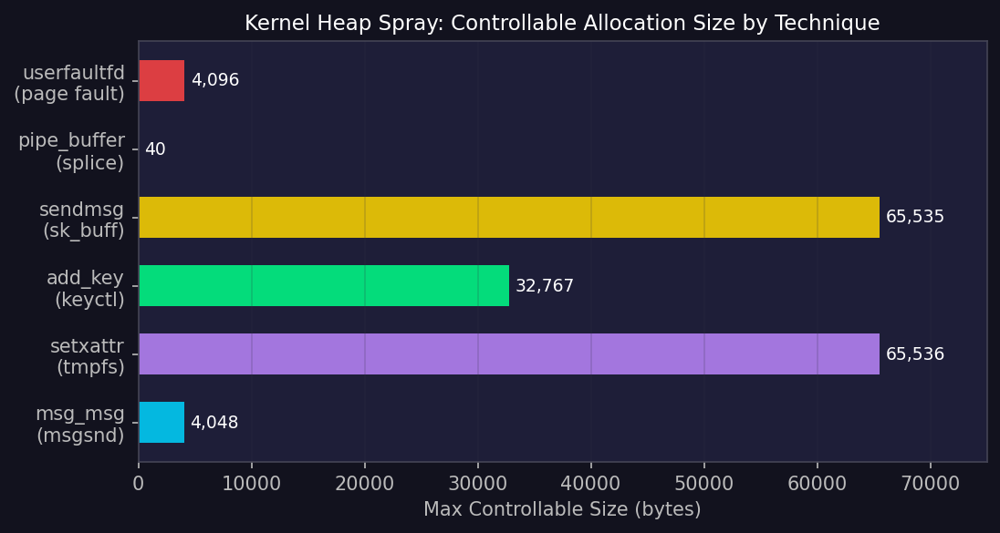 Kernel Heap Spray: Controllable Allocation Size by Technique
userfaultfd
(page fault)
4,096
pipe_buffer
(splice)
40
sendmsg
(sk_buff)
65,535
add_key
(keyctl)
32,767
setxattr
(tmpfs)
65,536
msg_msg
(msgsnd)
4,048
0 10000 20000 30000 40000 50000 60000 70000
Max Controllable Size (bytes)